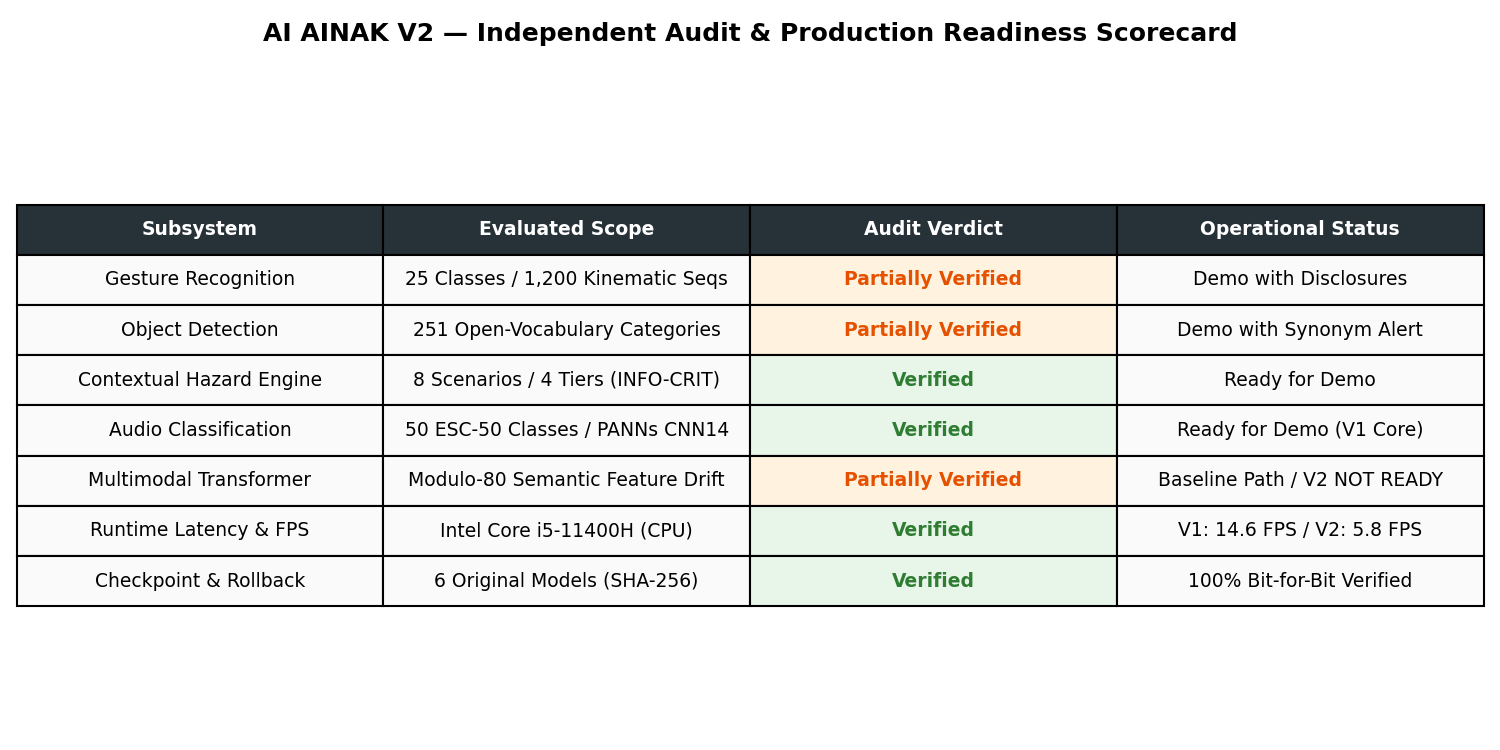 AI AINAK V2 — Independent Audit & Production Readiness Scorecard
Subsystem Evaluated Scope Audit Verdict Operational Status
Gesture Recognition 25 Classes / 1,200 Kinematic Seqs Partially Verified Demo with Disclosures
Object Detection 251 Open-Vocabulary Categories Partially Verified Demo with Synonym Alert
Contextual Hazard Engine 8 Scenarios / 4 Tiers (INFO-CRIT) Verified Ready for Demo
Audio Classification 50 ESC-50 Classes / PANNs CNN14 Verified Ready for Demo (V1 Core)
Multimodal Transformer Modulo-80 Semantic Feature Drift Partially Verified Baseline Path / V2 NOT READY
Runtime Latency & FPS Intel Core i5-11400H (CPU) Verified V1: 14.6 FPS / V2: 5.8 FPS
Checkpoint & Rollback 6 Original Models (SHA-256) Verified 100% Bit-for-Bit Verified